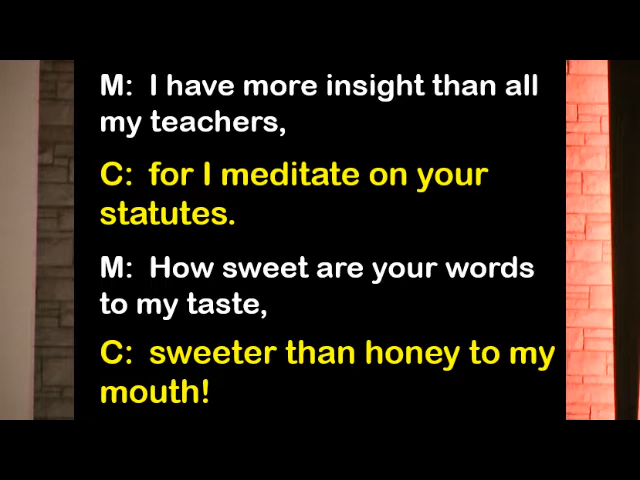 M:  I have more insight than all
my teachers,
C:  for I meditate on your
statutes.
M:  How sweet are your words
to my taste,
C:  sweeter than honey to my
mouth!